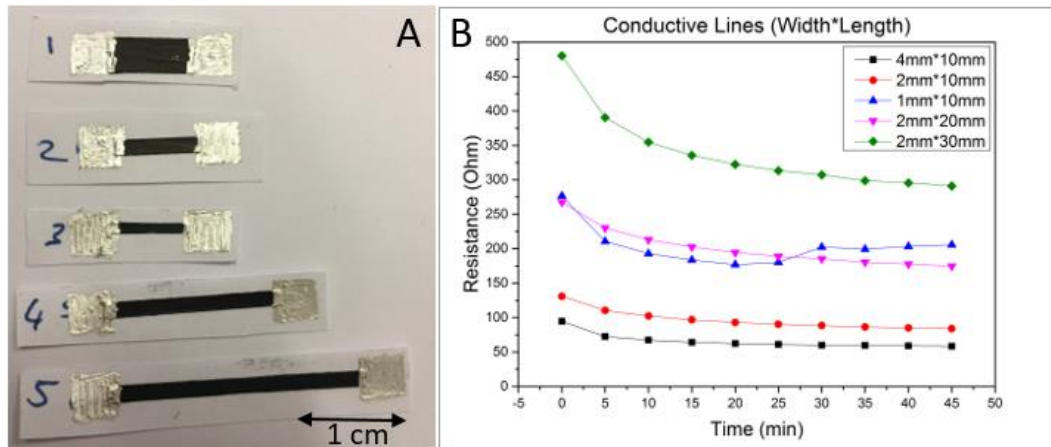 A
1
2
3
4
5
1 cm
B
Conductive Lines (Width*Length)
4mm*10mm
2mm*10mm
1mm*10mm
2mm*20mm
2mm*30mm
Resistance (Ohm)
500
450
400
350
300
250
200
150
100
50
0
-5 0 5 10 15 20 25 30 35 40 45 50
Time (min)